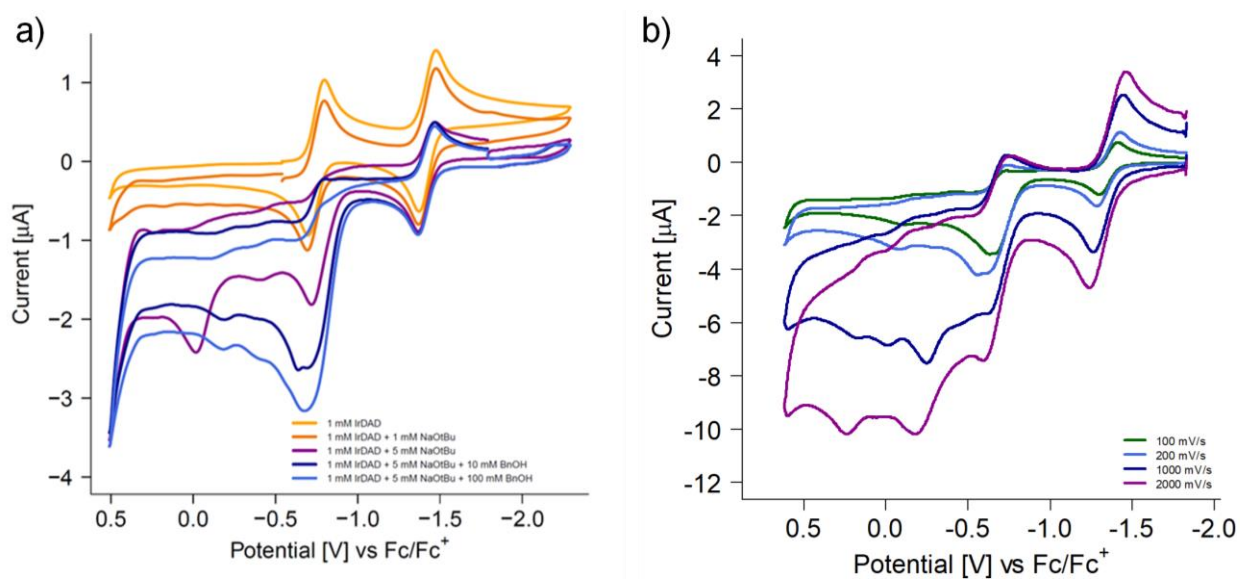 a)
Current [µA]
1
0
−1
−2
−3
−4
1 mM IrDAD
1 mM IrDAD + 1 mM NaOtBu
1 mM IrDAD + 5 mM NaOtBu
1 mM IrDAD + 5 mM NaOtBu + 10 mM BnOH
1 mM IrDAD + 5 mM NaOtBu + 100 mM BnOH
0.5 0.0 −0.5 −1.0 −1.5 −2.0
Potential [V] vs Fc/Fc⁺
b)
Current [µA]
4
2
0
-2
-4
-6
-8
-10
-12
100 mV/s
200 mV/s
1000 mV/s
2000 mV/s
0.5 0.0 -0.5 -1.0 -1.5 -2.0
Potential [V] vs Fc/Fc⁺